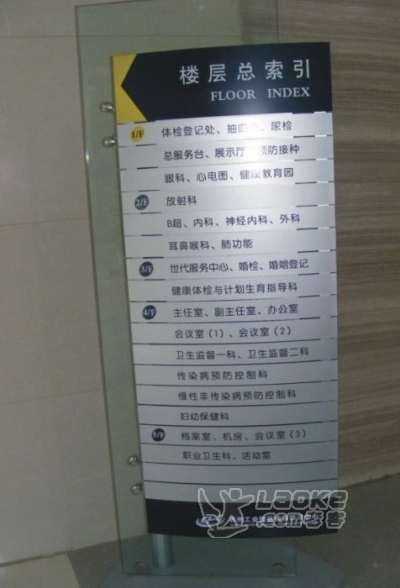 楼层总索引
FLOOR INDEX
1/F 体检登记处、抽血、尿检
总服务台、展示厅、预防接种
眼科、心电图、健康教育园
2/F 放射科
B超、内科、神经内科、外科
耳鼻喉科、肺功能
3/F 世代服务中心、婚检、婚姻登记
健康体检与计划生育指导科
4/F 主任室、副主任室、办公室
会议室(1)、会议室(2)
卫生监督一科、卫生监督二科
传染病预防控制科
慢性非传染病预防控制科
妇幼保健科
5/F 档案室、机房、会议室(3)
职业卫生科、活动室
LAOKE
.com